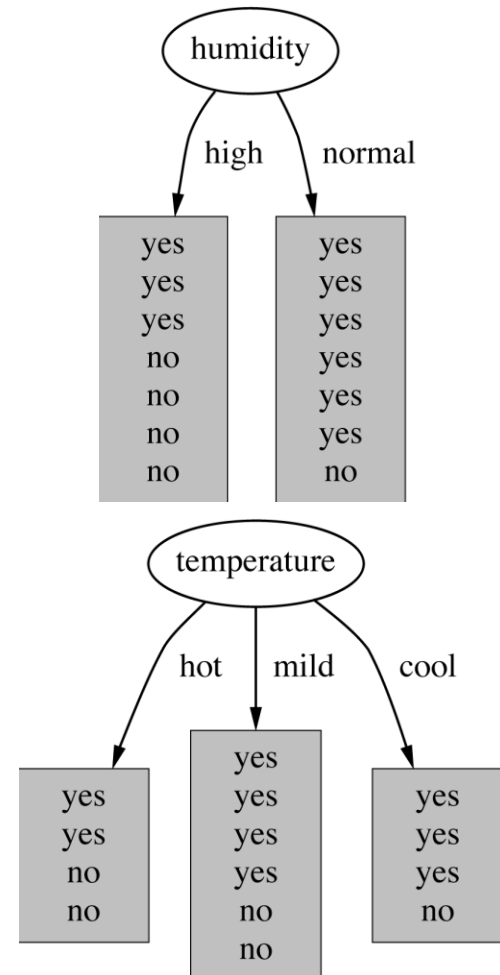 humidity
high normal
yes yes
yes yes
yes yes
no yes
no yes
no yes
no no
temperature
hot mild cool
yes
yes yes yes
yes yes yes
no yes yes
no no no
no